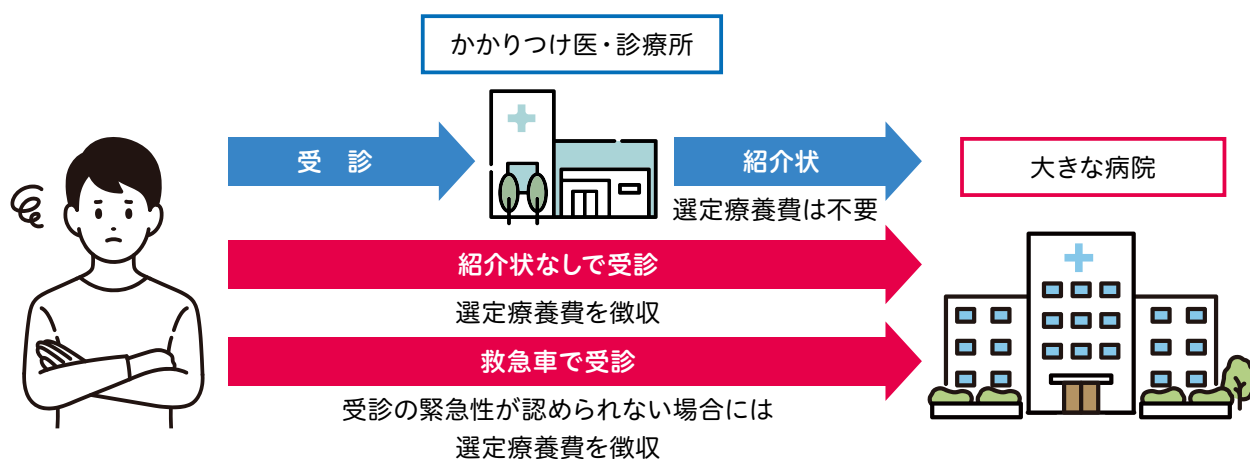 かかりつけ医・診療所
受 診
紹介状
大きな病院
選定療養費は不要
紹介状なしで受診
選定療養費を徴収
救急車で受診
受診の緊急性が認められない場合には
選定療養費を徴収